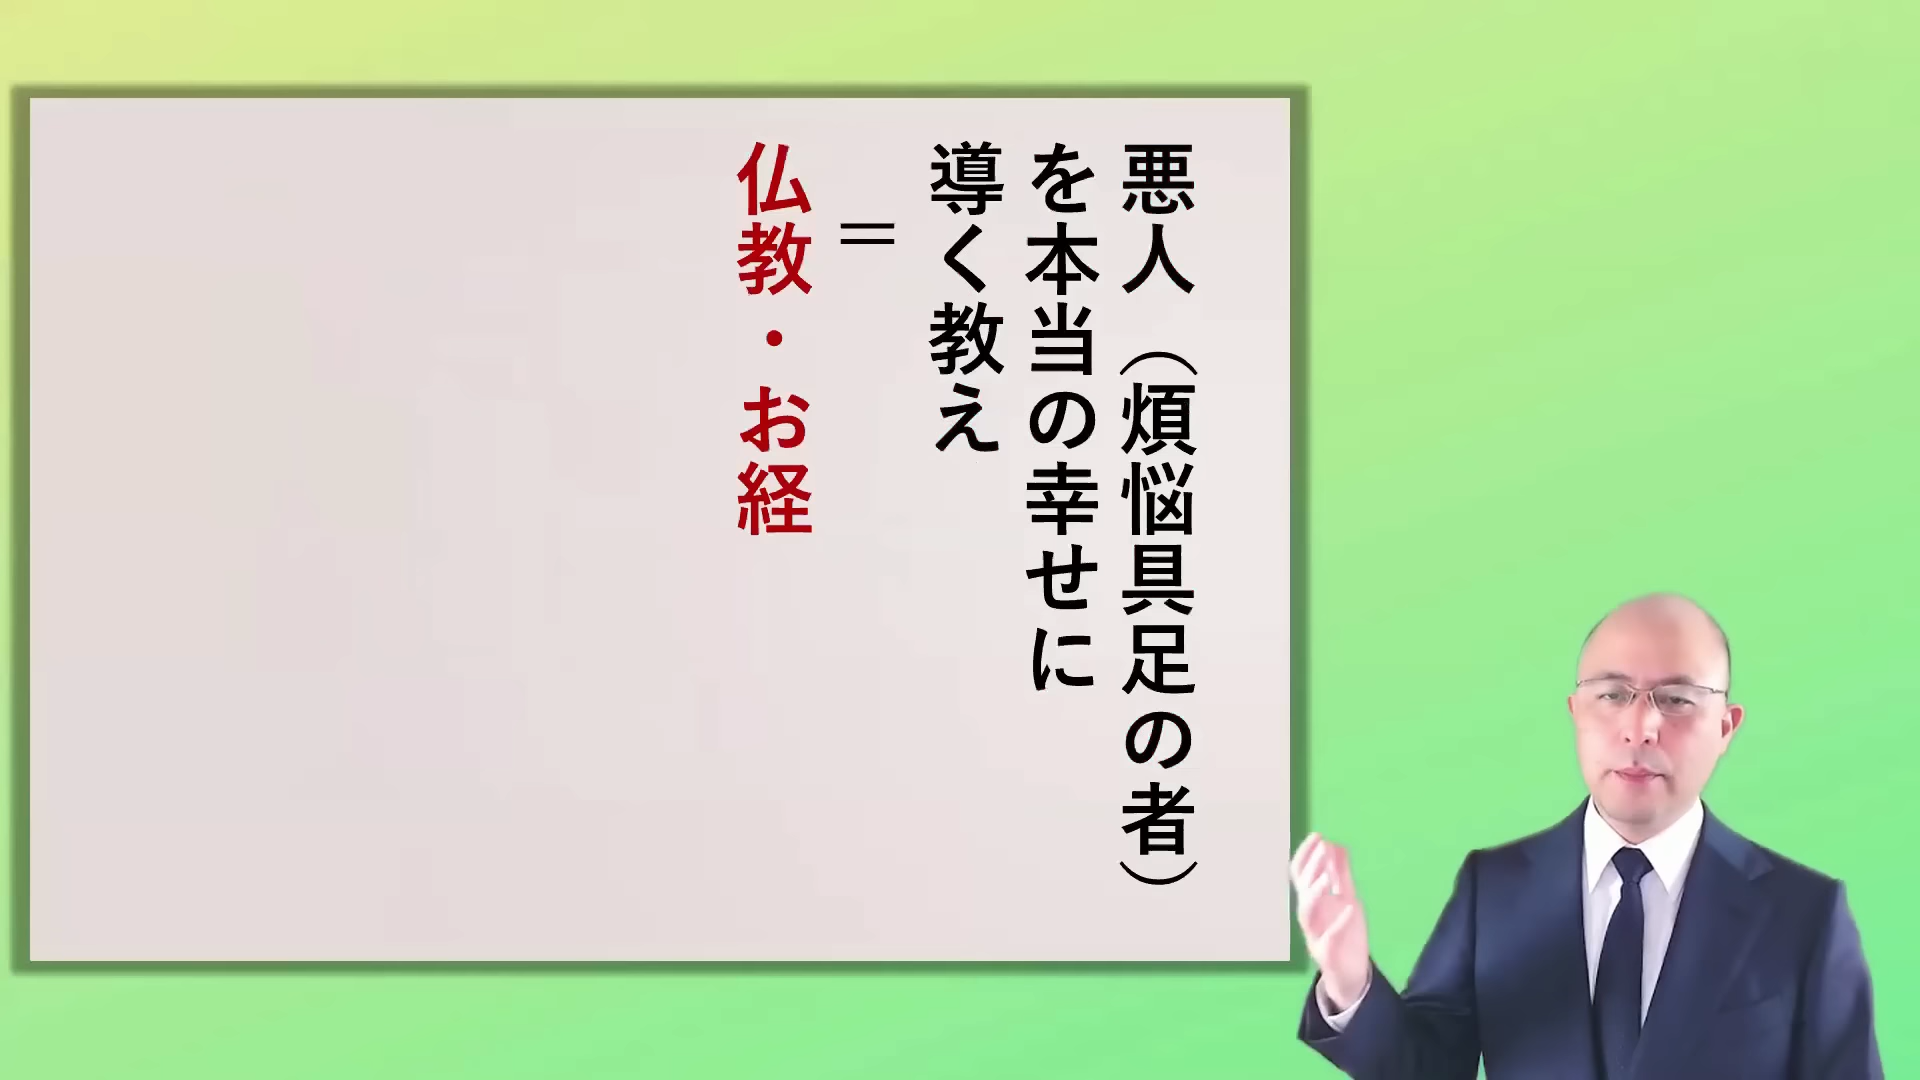 悪人（煩悩具足の者）
を本当の幸せに
導く教え
＝
仏教・お経